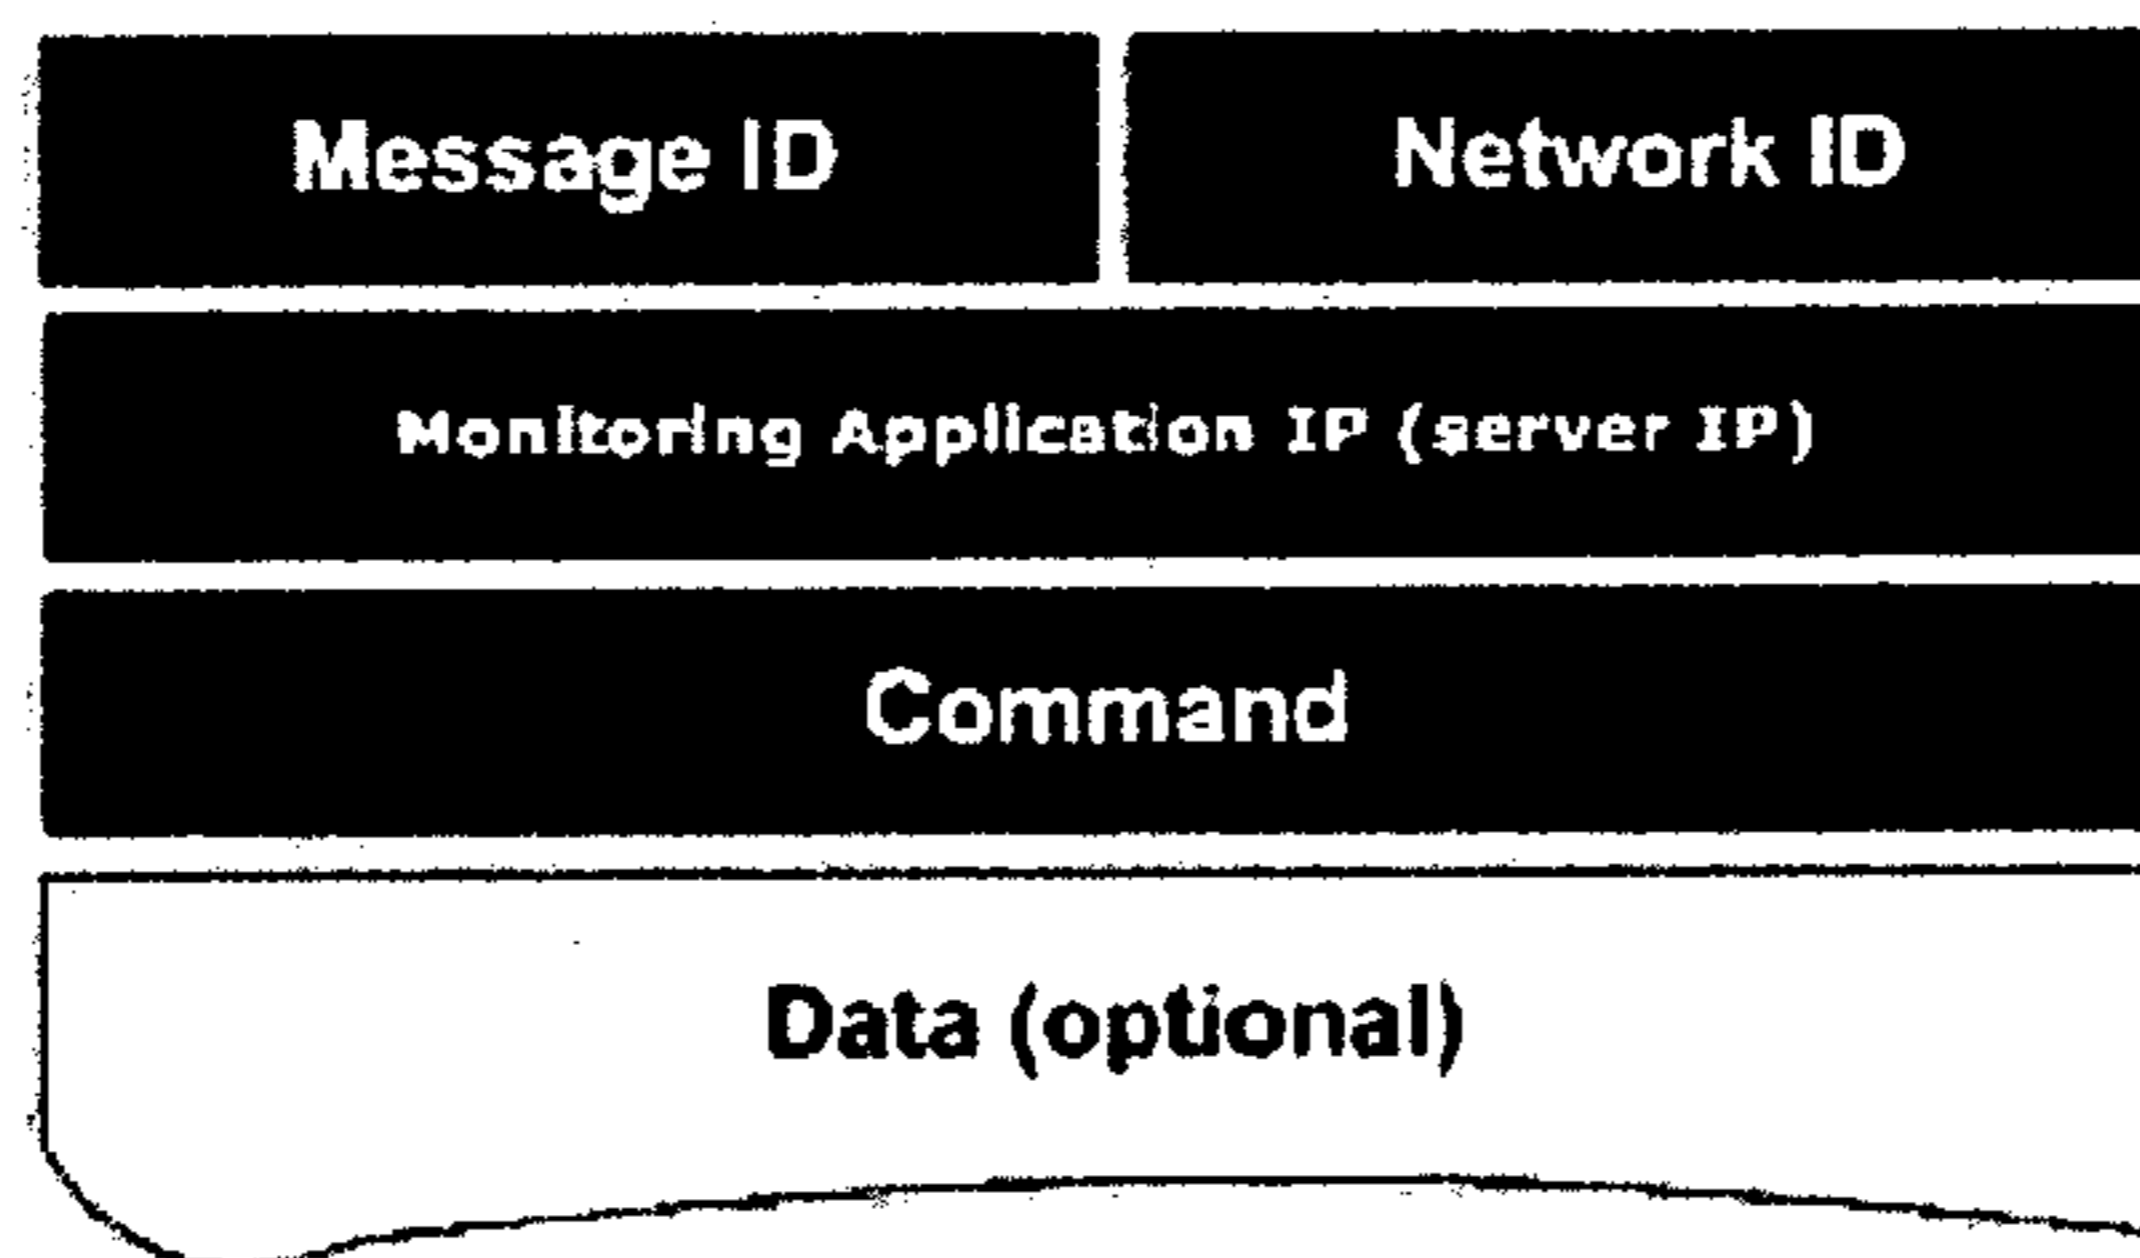 Message ID Network ID
Monitoring Application IP (server IP)
Command
Data (optional)